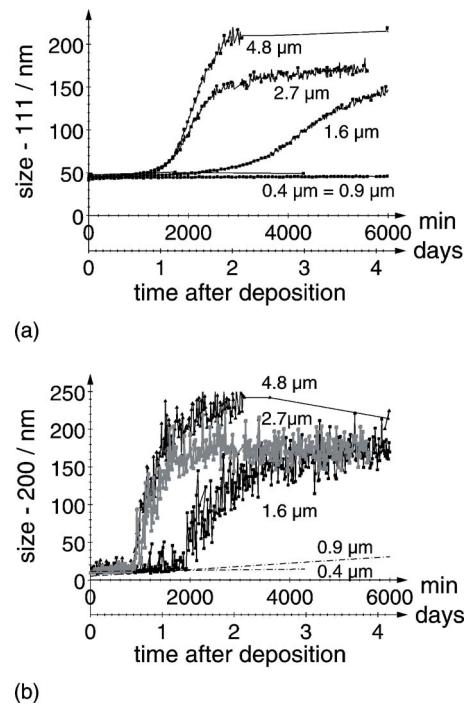 size - 111 / nm
200
150
100
50
0
4.8 µm
2.7 µm
1.6 µm
0.4 µm = 0.9 µm
0 2000 4000 6000 min
0 1 2 3 4 days
time after deposition
(a)
size - 200 / nm
250
200
150
100
50
0
4.8 µm
2.7µm
1.6 µm
0.9 µm
0.4 µm
0 2000 4000 6000 min
0 1 2 3 4 days
time after deposition
(b)